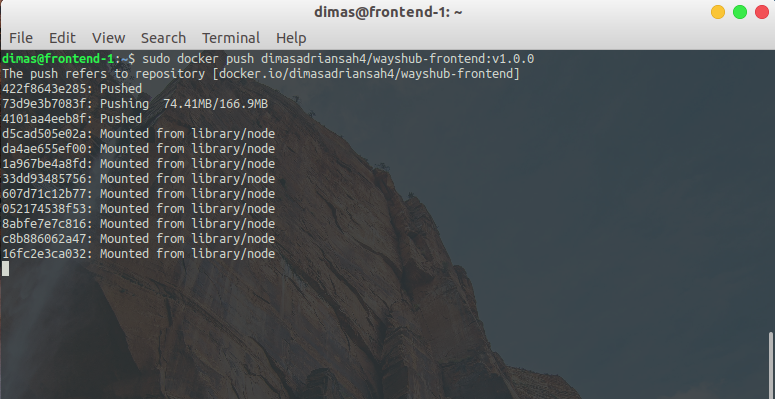 dimas@frontend-1: ~
File Edit View Search Terminal Help
dimas@frontend-1:~$ sudo docker push dimasadriansah4/wayshub-frontend:v1.0.0
The push refers to repository [docker.io/dimasadriansah4/wayshub-frontend]
422f8643e285: Pushed
73d9e3b7083f: Pushing  74.41MB/166.9MB
4101aa4eeb8f: Pushed
d5cad505e02a: Mounted from library/node
da4ae655ef00: Mounted from library/node
1a967be4a8fd: Mounted from library/node
33dd93485756: Mounted from library/node
607d71c12b77: Mounted from library/node
052174538f53: Mounted from library/node
8abfe7e7c816: Mounted from library/node
c8b886062a47: Mounted from library/node
16fc2e3ca032: Mounted from library/node